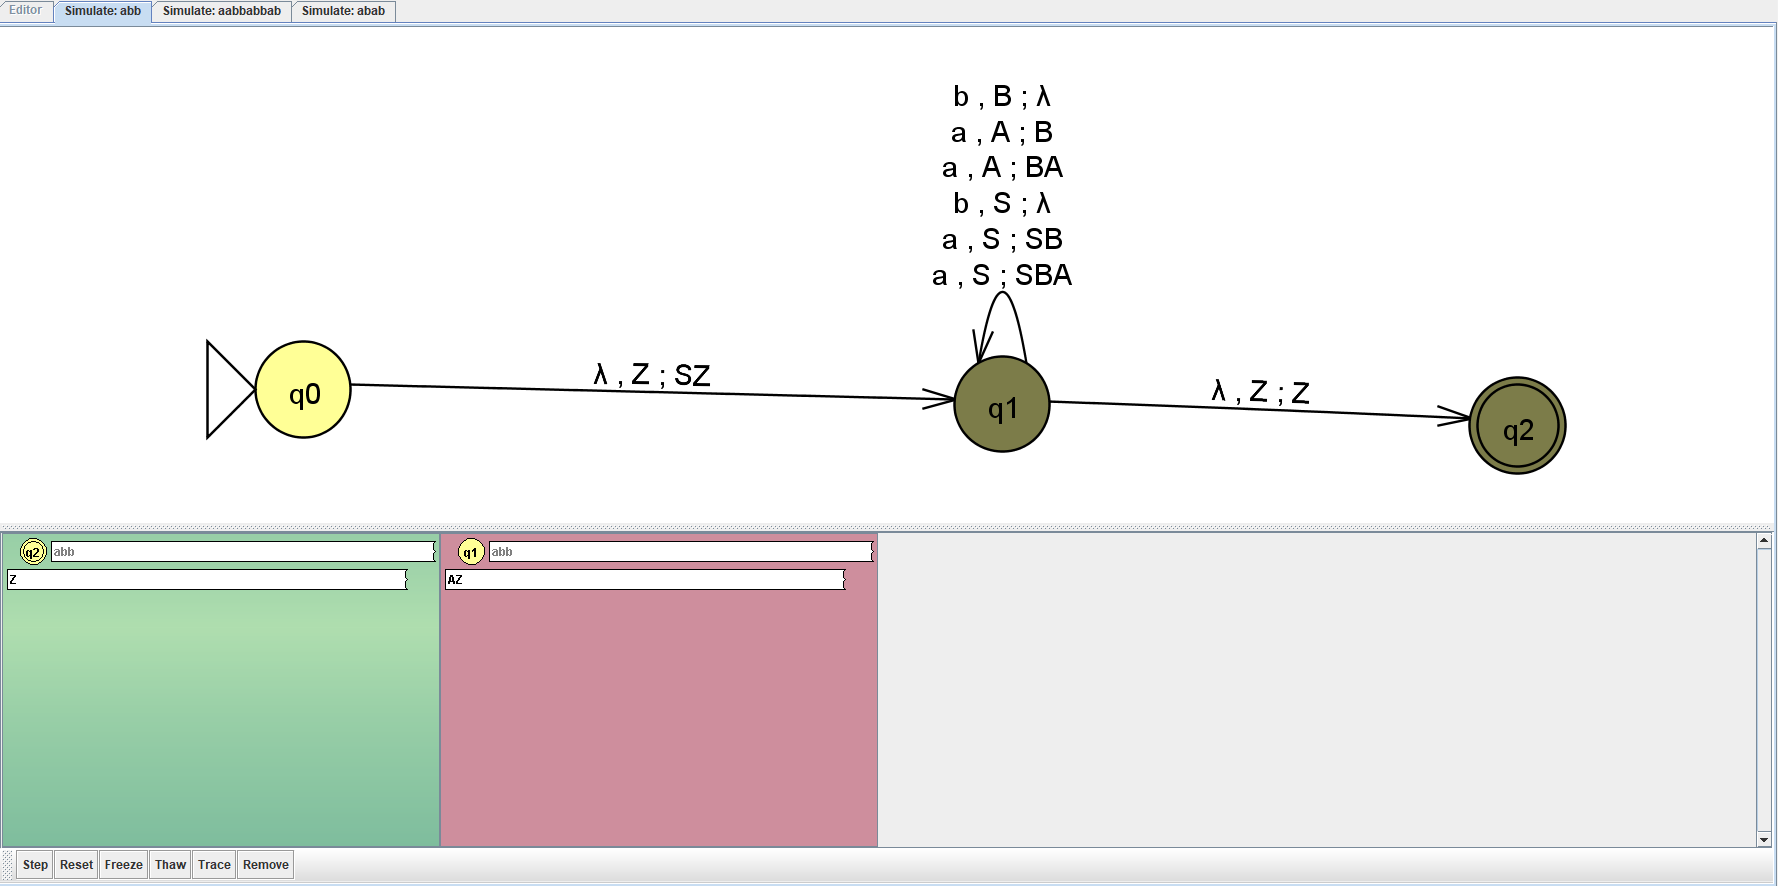 Editor Simulate: abb Simulate: aabbabbab Simulate: abab
b , B ; λ
a , A ; B
a , A ; BA
b , S ; λ
a , S ; SB
a , S ; SBA
q0 λ , Z ; SZ q1 λ , Z ; Z q2
q2 abb
Z
q1 abb
AZ
Step Reset Freeze Thaw Trace Remove